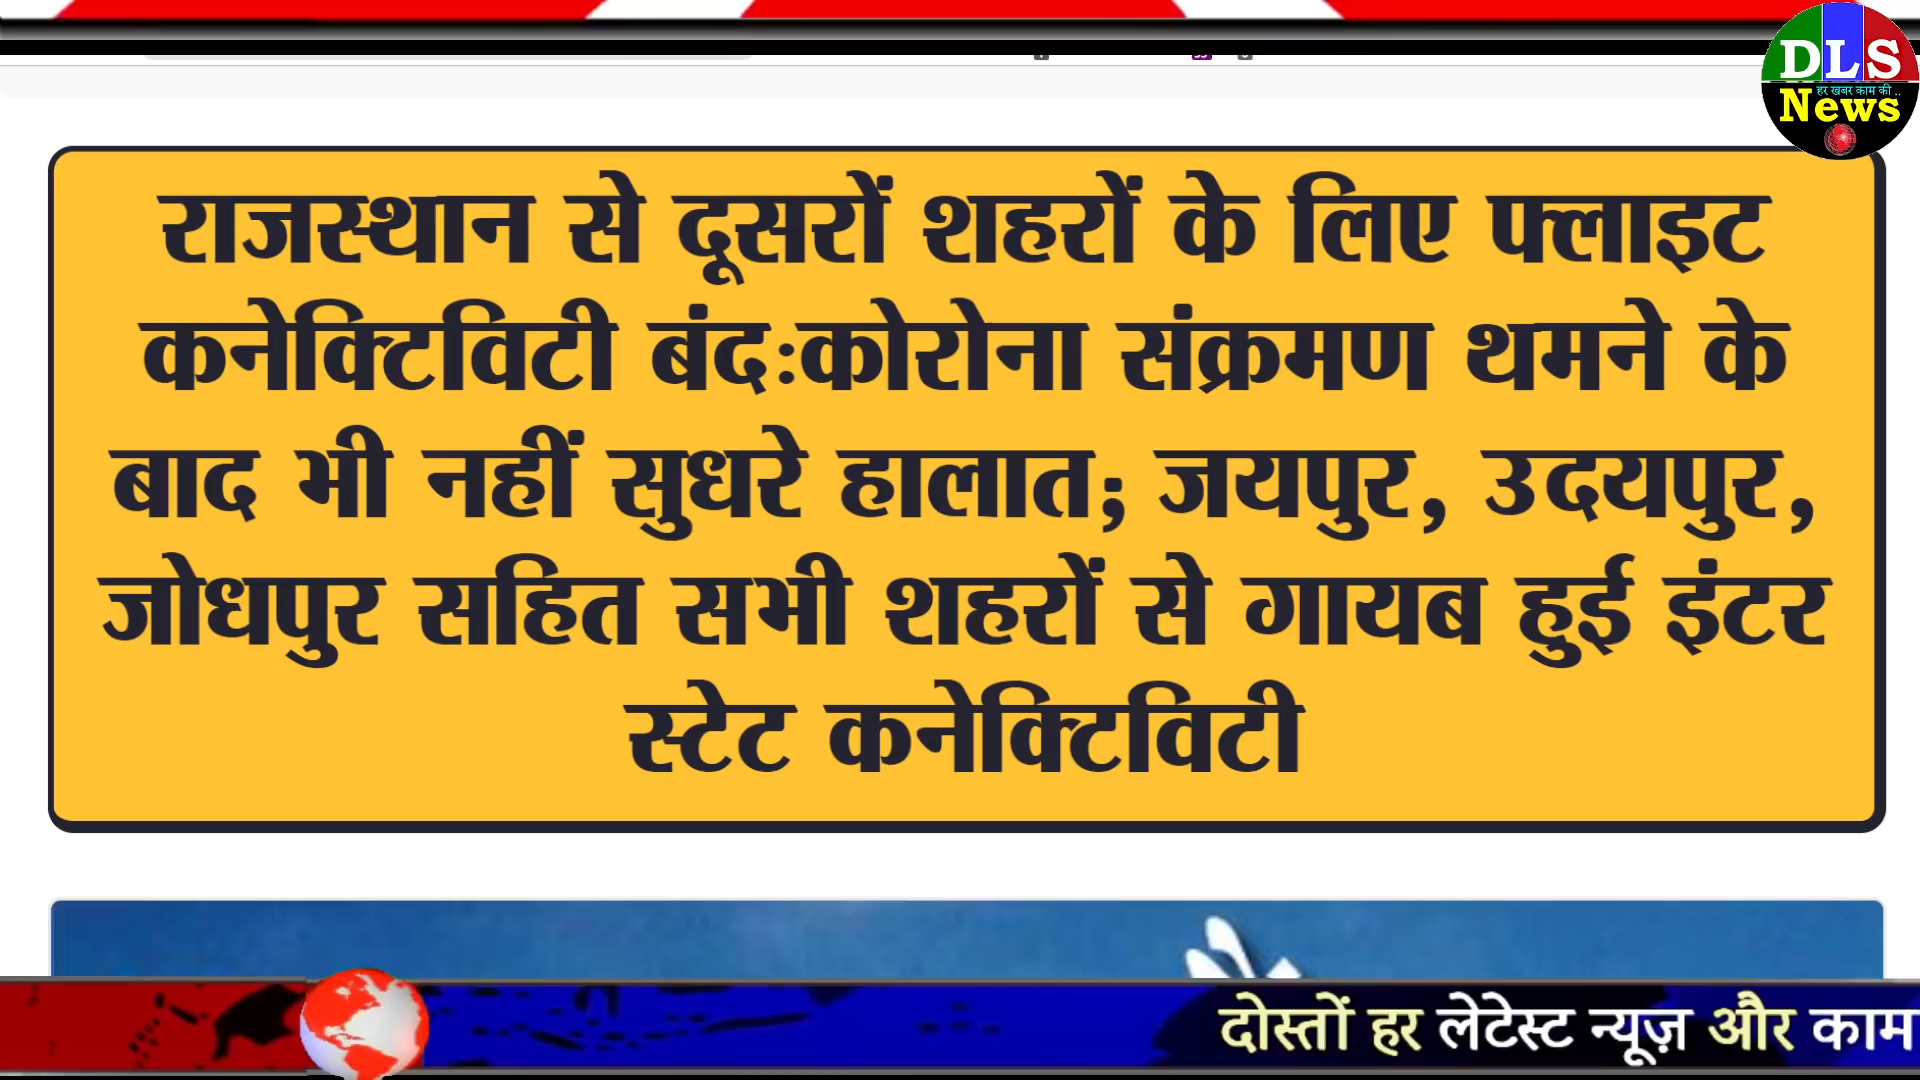 DLS
हर खबर काम की ..
News
राजस्थान से दूसरों शहरों के लिए फ्लाइट
कनेक्टिविटी बंद:कोरोना संक्रमण थमने के
बाद भी नहीं सुधरे हालात; जयपुर, उदयपुर,
जोधपुर सहित सभी शहरों से गायब हुई इंटर
स्टेट कनेक्टिविटी
दोस्तों हर लेटेस्ट न्यूज़ और काम